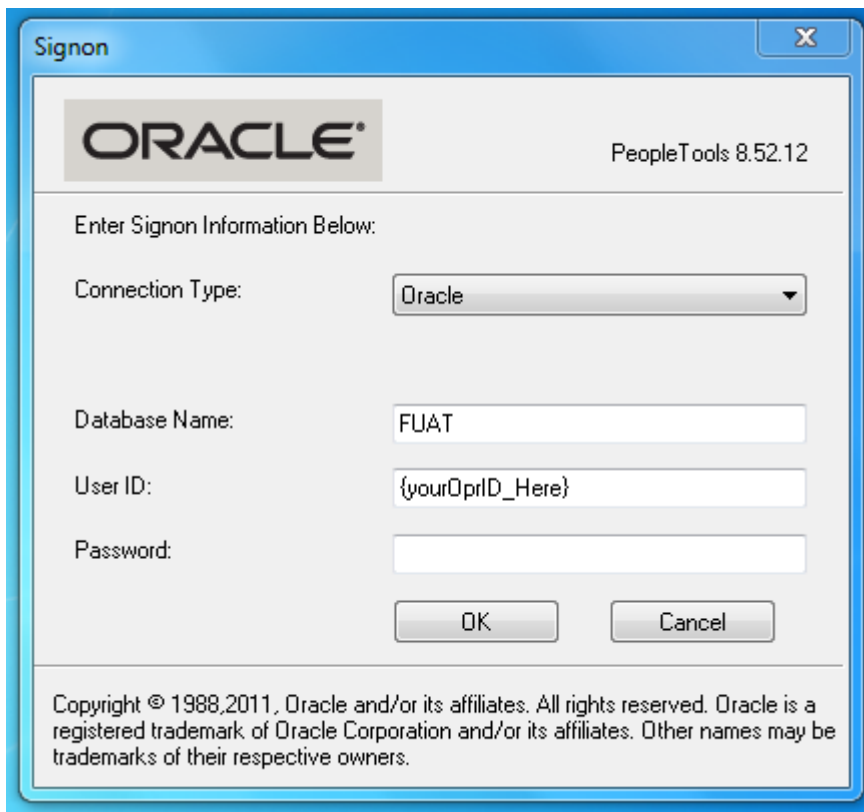 Signon
ORACLE®
PeopleTools 8.52.12
Enter Signon Information Below:
Connection Type:
Oracle
Database Name:
FUAT
User ID:
{yourOprID_Here}
Password:
OK
Cancel
Copyright © 1988,2011, Oracle and/or its affiliates. All rights reserved. Oracle is a
registered trademark of Oracle Corporation and/or its affiliates. Other names may be
trademarks of their respective owners.